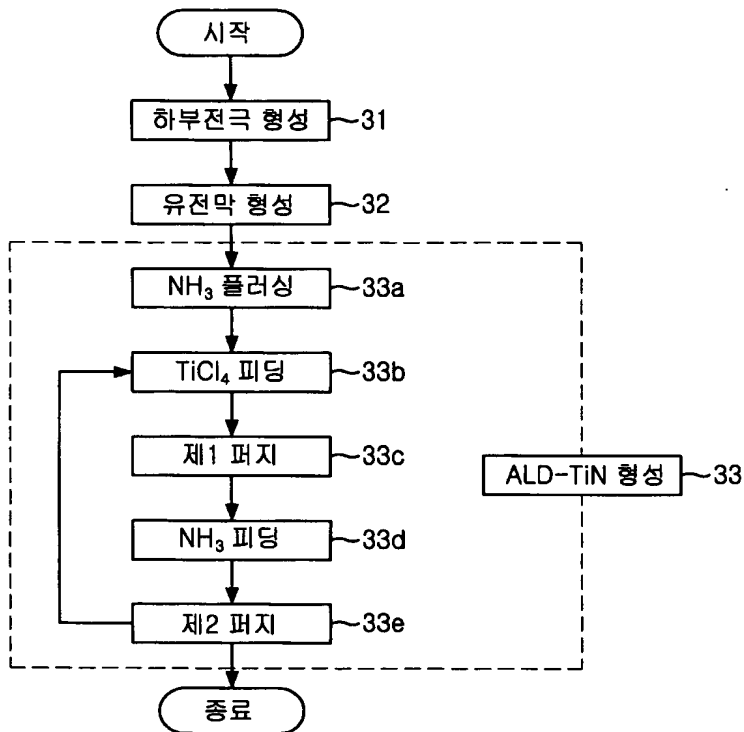 시작
하부전극 형성 31
유전막 형성 32
NH₃ 플러싱 33a
TiCl₄ 피딩 33b
제1 퍼지 33c
ALD-TiN 형성 33
NH₃ 피딩 33d
제2 퍼지 33e
종료